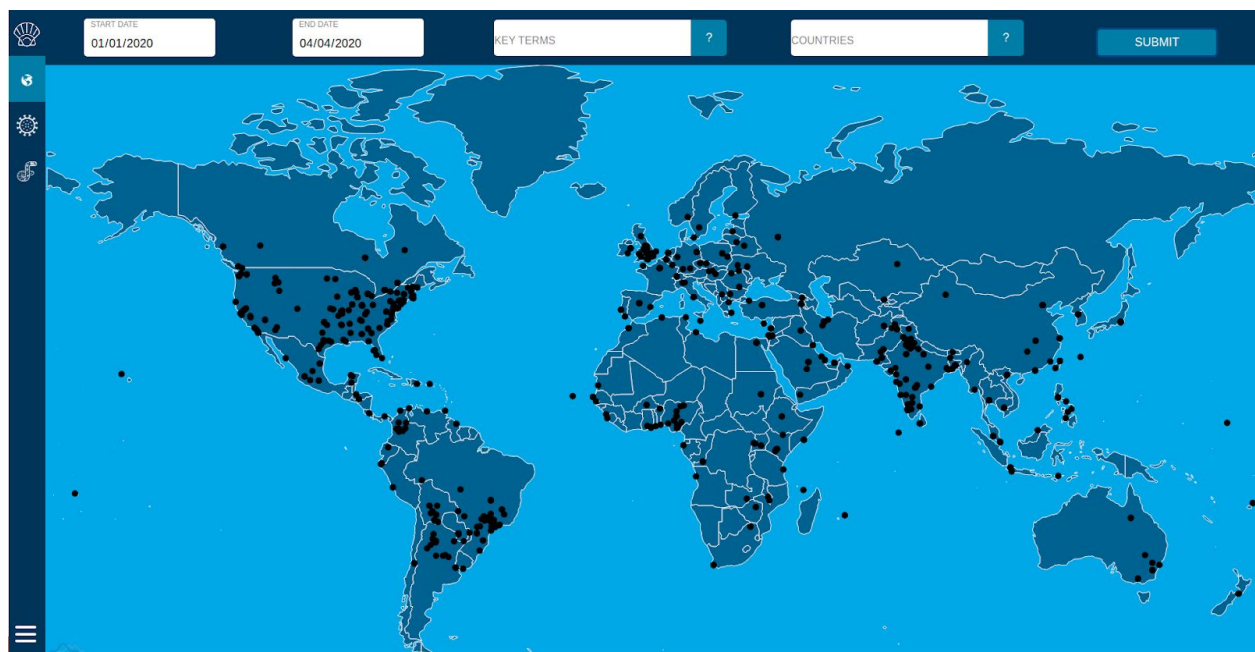 START DATE
01/01/2020
END DATE
04/04/2020
KEY TERMS
?
COUNTRIES
?
SUBMIT